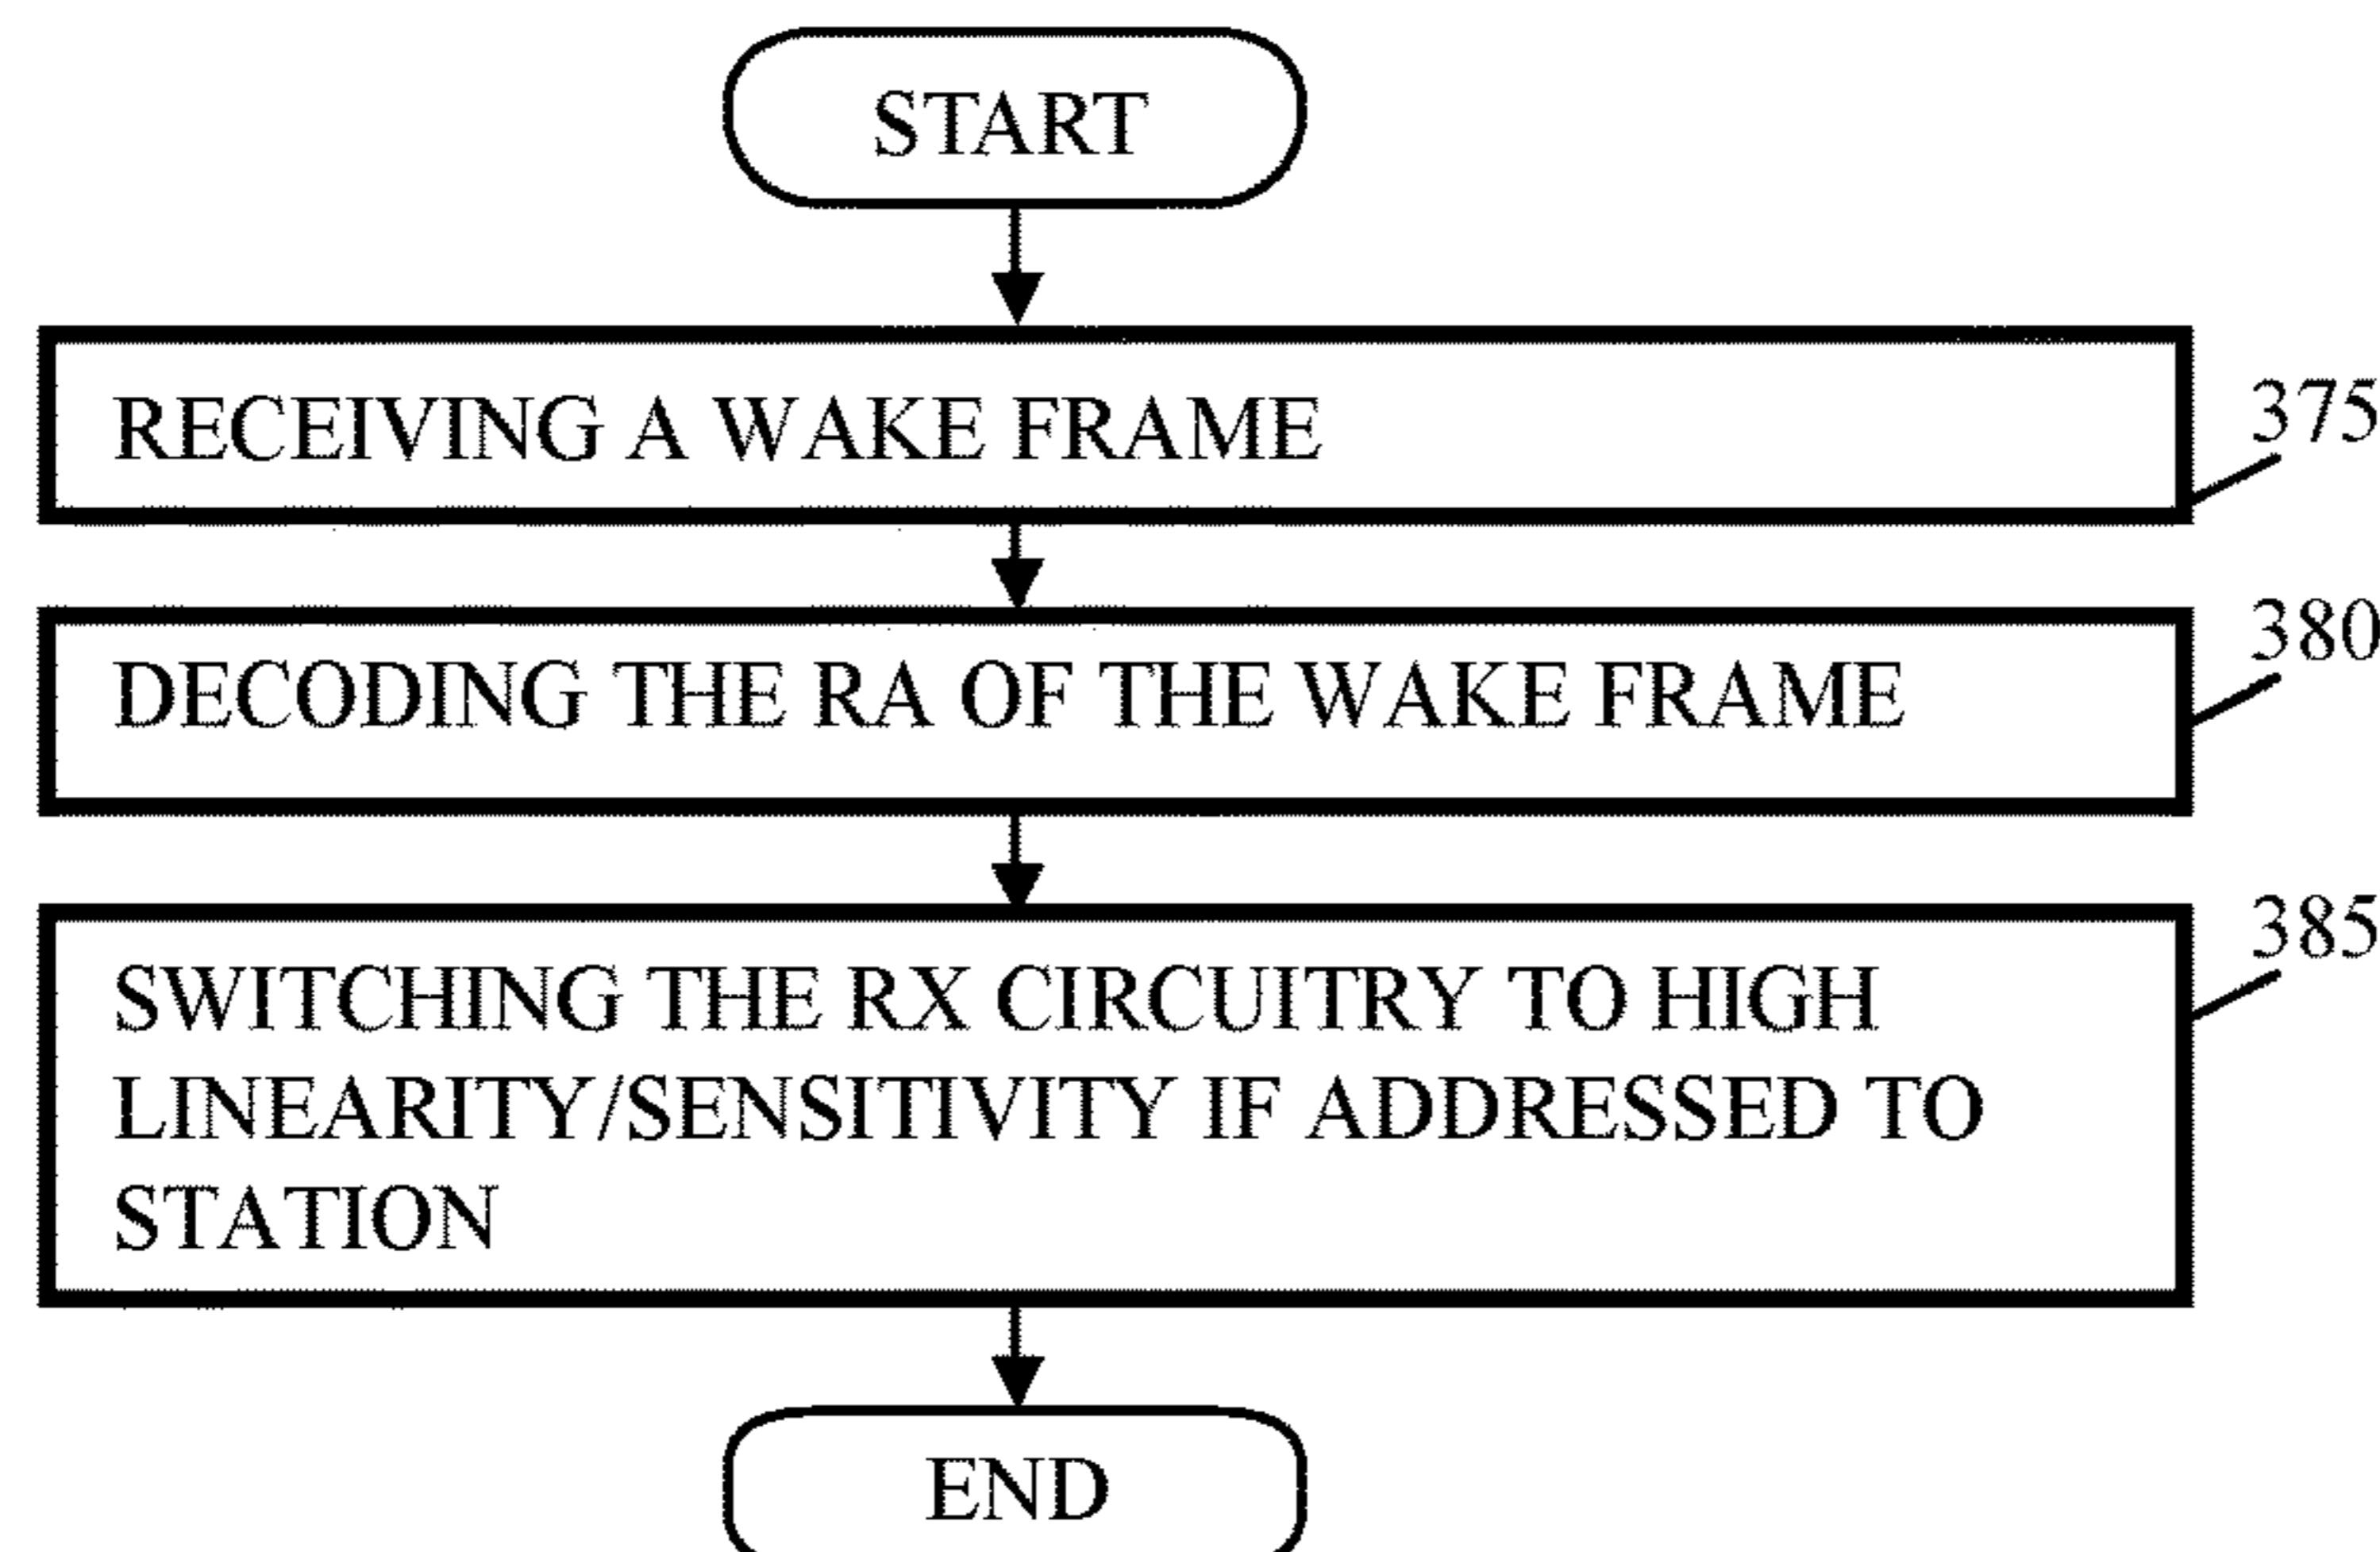 START
RECEIVING A WAKE FRAME
375
DECODING THE RA OF THE WAKE FRAME
380
SWITCHING THE RX CIRCUITRY TO HIGH
LINEARITY/SENSITIVITY IF ADDRESSED TO
STATION
385
END